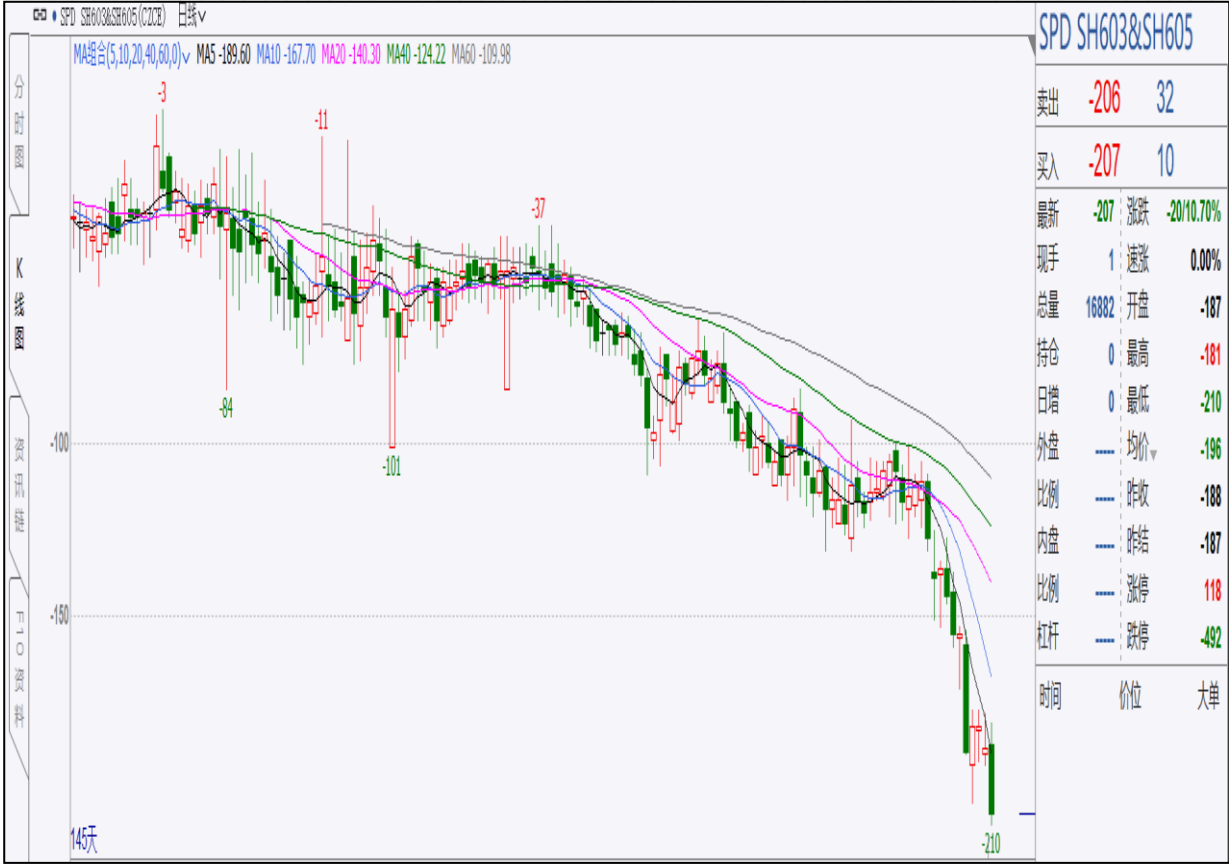 SPD SH603&SH605(CZCE) 日线
MA组合(5,10,20,40,60,0) MA5 -189.60 MA10 -167.70 MA20 -140.30 MA40 -124.22 MA60 -109.98
分时图
K线图
资讯链
F10资料
-3
-11
-37
-84
-101
-100
-150
-210
145天
SPD SH603&SH605
卖出 -206 32
买入 -207 10
最新 -207 涨跌 -20/10.70%
现手 1 速涨 0.00%
总量 16882 开盘 -187
持仓 0 最高 -181
日增 0 最低 -210
外盘 ----- 均价 -196
比例 ----- 昨收 -188
内盘 ----- 昨结 -187
比例 ----- 涨停 118
杠杆 ----- 跌停 -492
时间 价位 大单